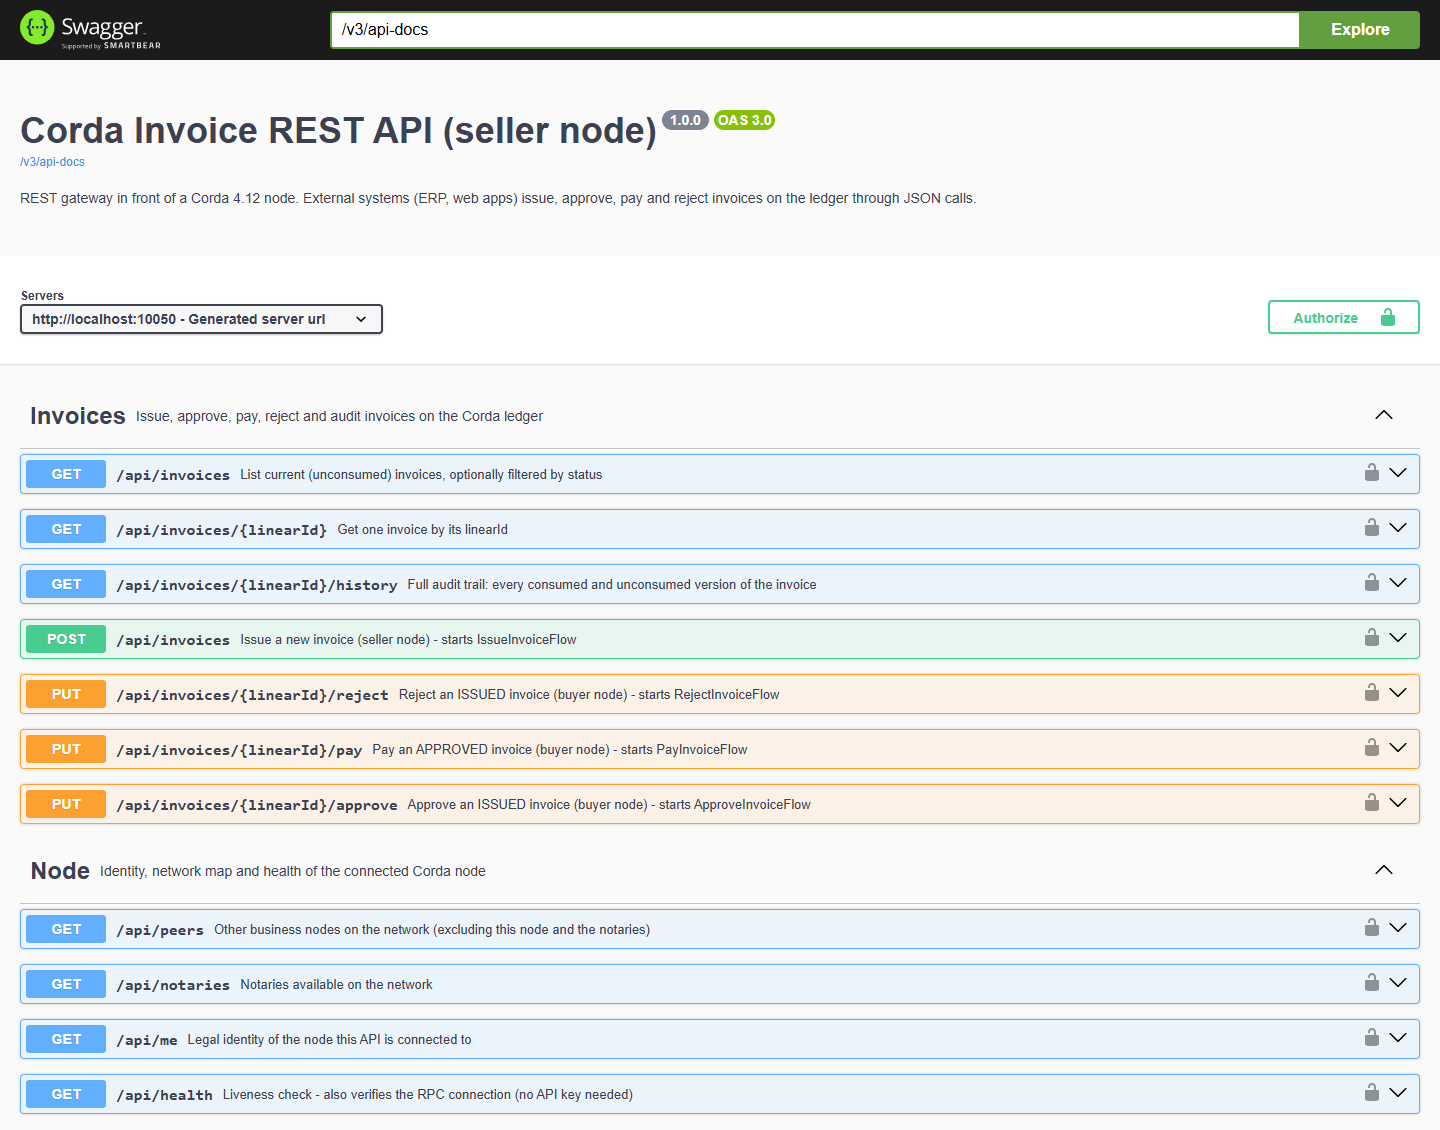 Swagger
Supported by SMARTBEAR
/v3/api-docs
Explore
Corda Invoice REST API (seller node) 1.0.0 OAS 3.0
/v3/api-docs
REST gateway in front of a Corda 4.12 node. External systems (ERP, web apps) issue, approve, pay and reject invoices on the ledger through JSON calls.
Servers
http://localhost:10050 - Generated server url
Authorize
Invoices Issue, approve, pay, reject and audit invoices on the Corda ledger
GET /api/invoices List current (unconsumed) invoices, optionally filtered by status
GET /api/invoices/{linearId} Get one invoice by its linearId
GET /api/invoices/{linearId}/history Full audit trail: every consumed and unconsumed version of the invoice
POST /api/invoices Issue a new invoice (seller node) - starts IssueInvoiceFlow
PUT /api/invoices/{linearId}/reject Reject an ISSUED invoice (buyer node) - starts RejectInvoiceFlow
PUT /api/invoices/{linearId}/pay Pay an APPROVED invoice (buyer node) - starts PayInvoiceFlow
PUT /api/invoices/{linearId}/approve Approve an ISSUED invoice (buyer node) - starts ApproveInvoiceFlow
Node Identity, network map and health of the connected Corda node
GET /api/peers Other business nodes on the network (excluding this node and the notaries)
GET /api/notaries Notaries available on the network
GET /api/me Legal identity of the node this API is connected to
GET /api/health Liveness check - also verifies the RPC connection (no API key needed)